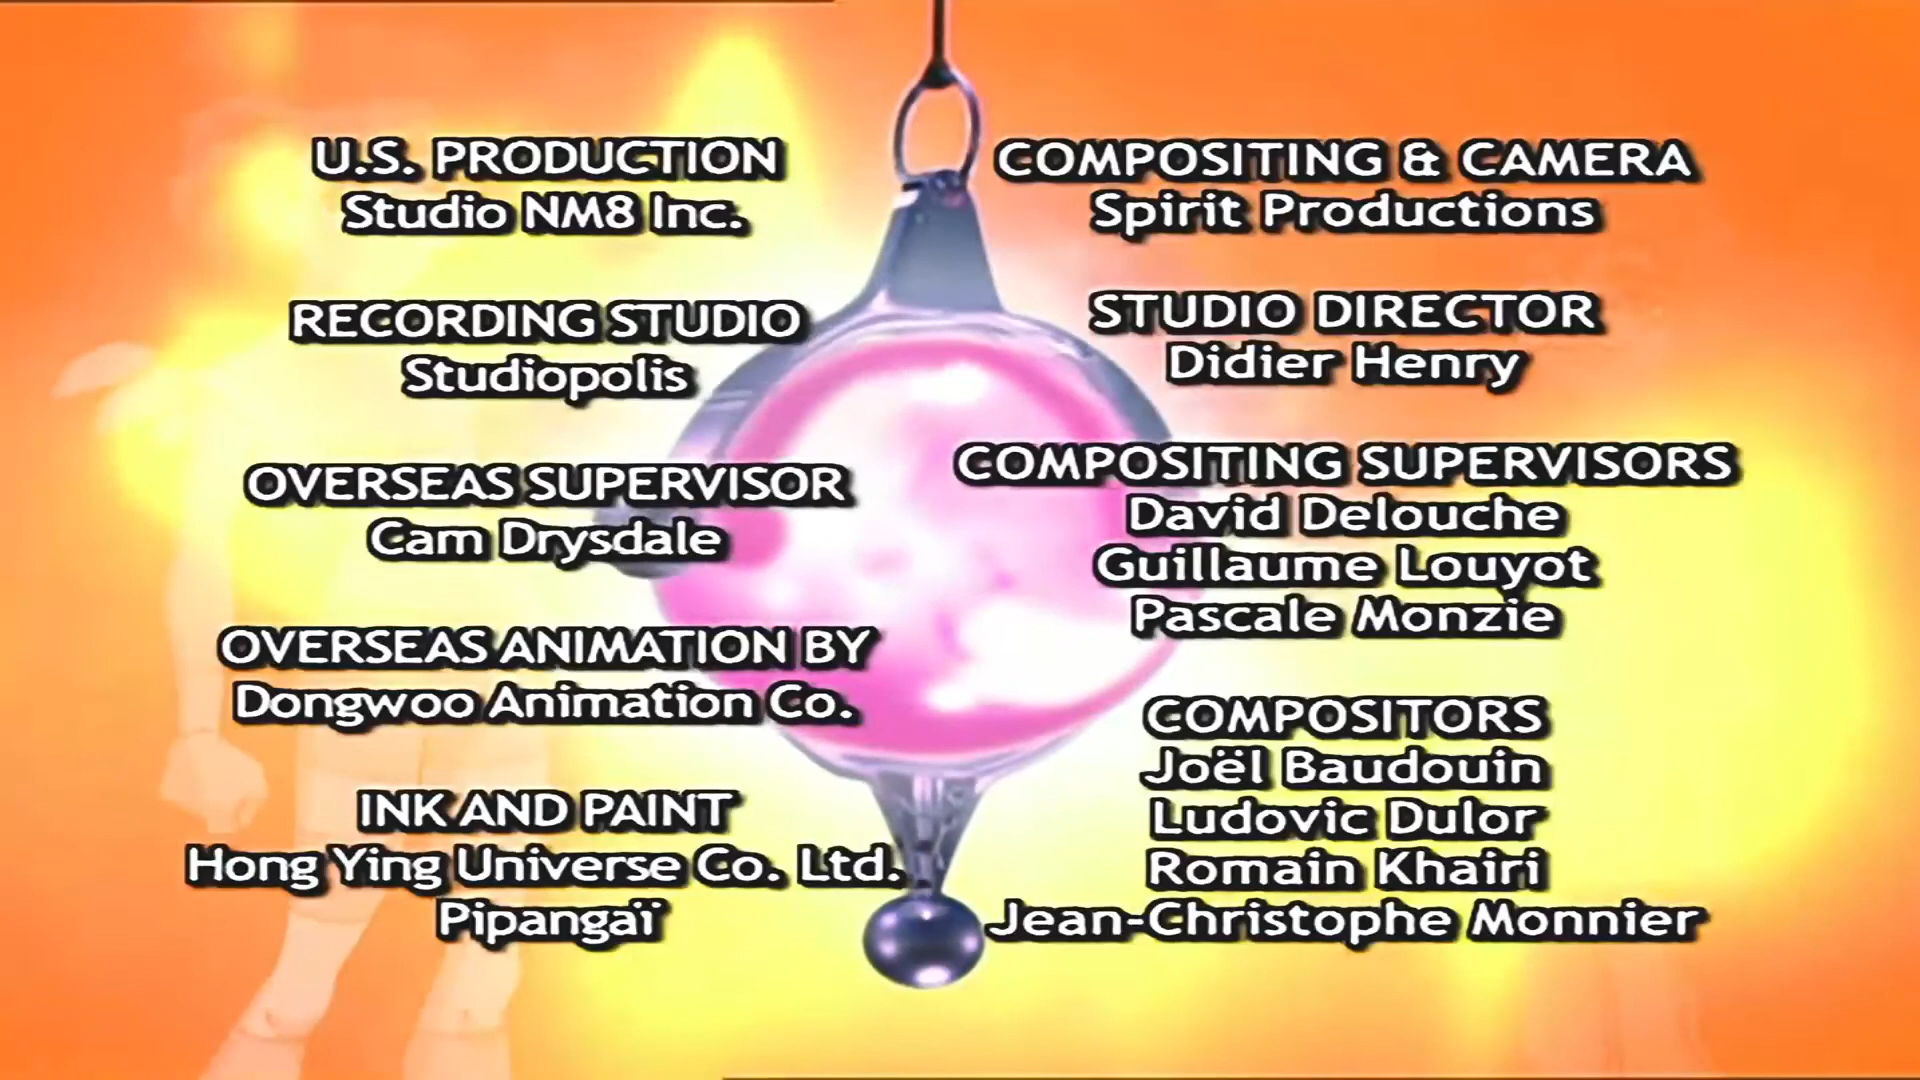 U.S. PRODUCTION
Studio NM8 Inc.
RECORDING STUDIO
Studiopolis
OVERSEAS SUPERVISOR
Cam Drysdale
OVERSEAS ANIMATION BY
Dongwoo Animation Co.
INK AND PAINT
Hong Ying Universe Co. Ltd.
Pipangaï
COMPOSITING & CAMERA
Spirit Productions
STUDIO DIRECTOR
Didier Henry
COMPOSITING SUPERVISORS
David Delouche
Guillaume Louyot
Pascale Monzie
COMPOSITORS
Joël Baudouin
Ludovic Dulor
Romain Khairi
Jean-Christophe Monnier